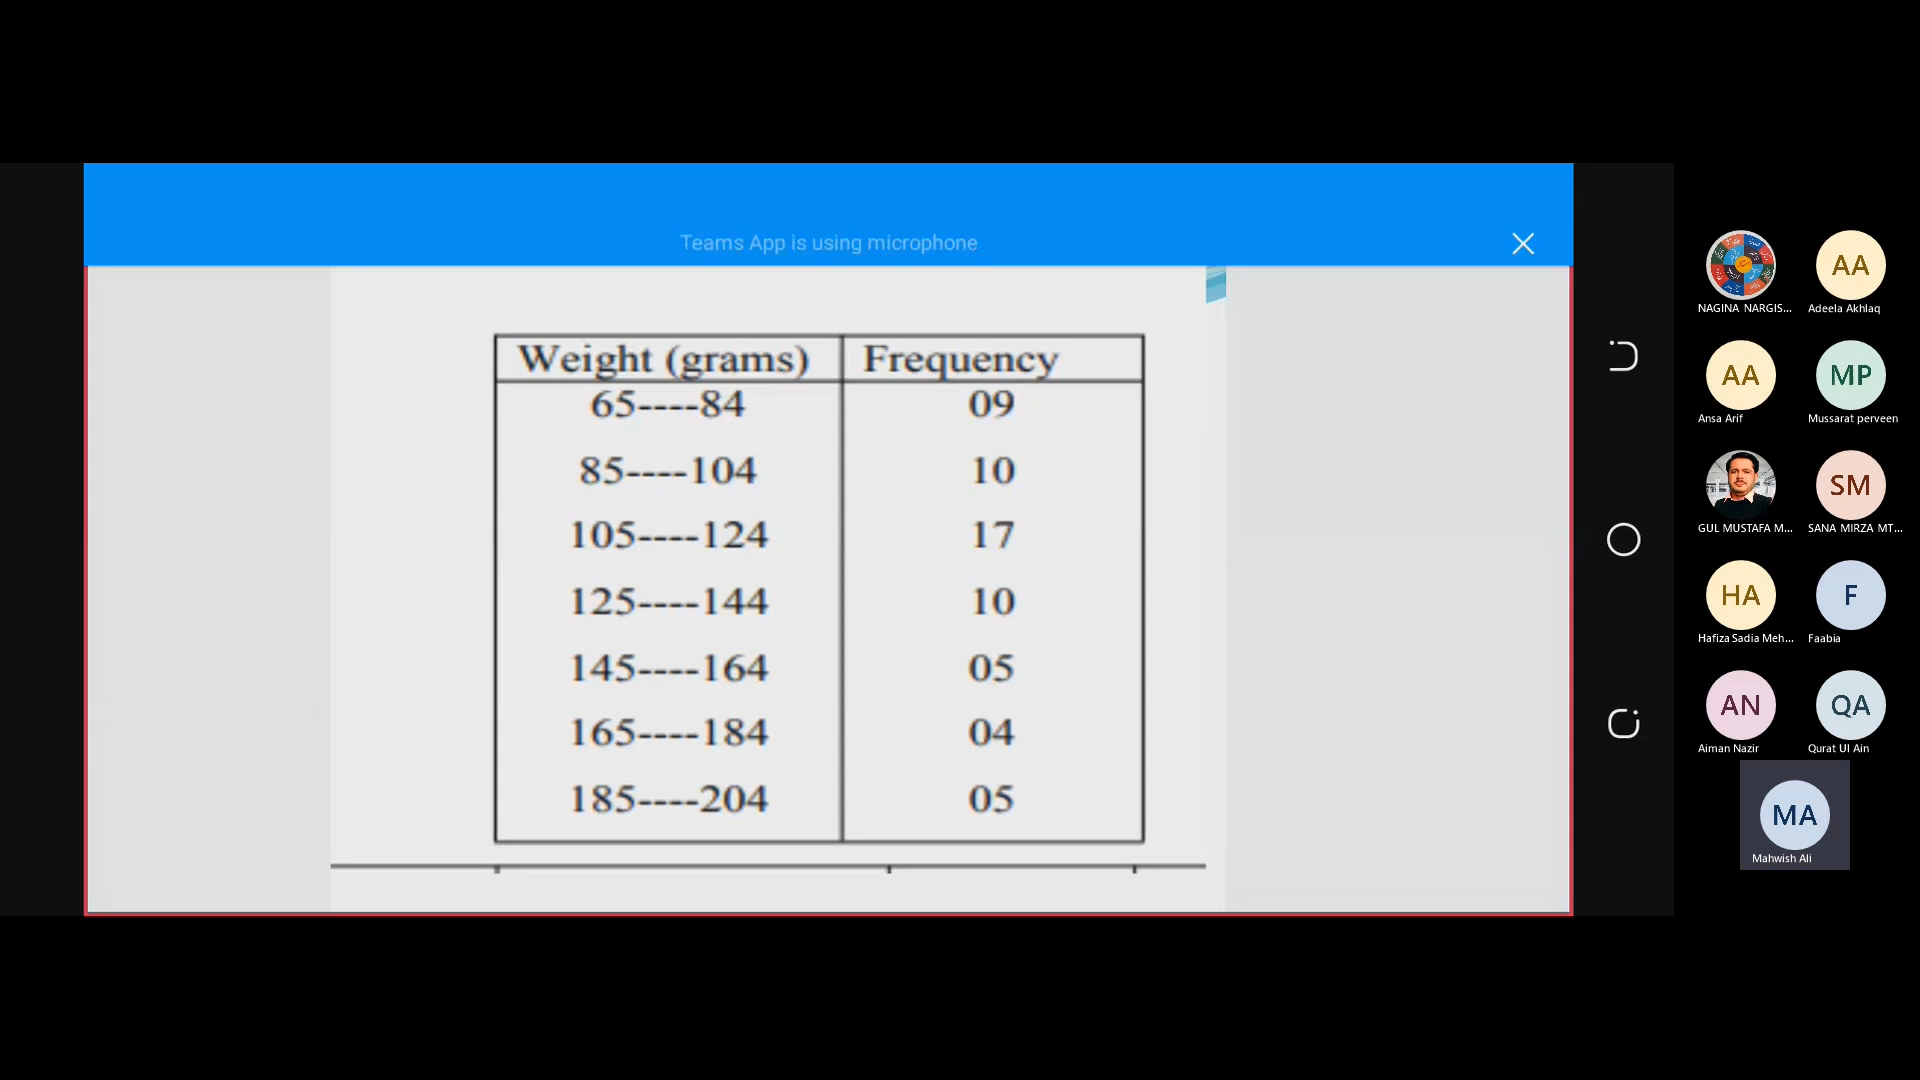 Teams App is using microphone
Weight (grams) Frequency
65----84 09
85----104 10
105----124 17
125----144 10
145----164 05
165----184 04
185----204 05
NAGINA NARGIS...
Adeela Akhlaq
AA
AA
Ansa Arif
MP
Mussarat perveen
GUL MUSTAFA M...
SM
SANA MIRZA MT...
HA
Hafiza Sadia Meh...
F
Faabia
AN
Aiman Nazir
QA
Qurat Ul Ain
MA
Mahwish Ali